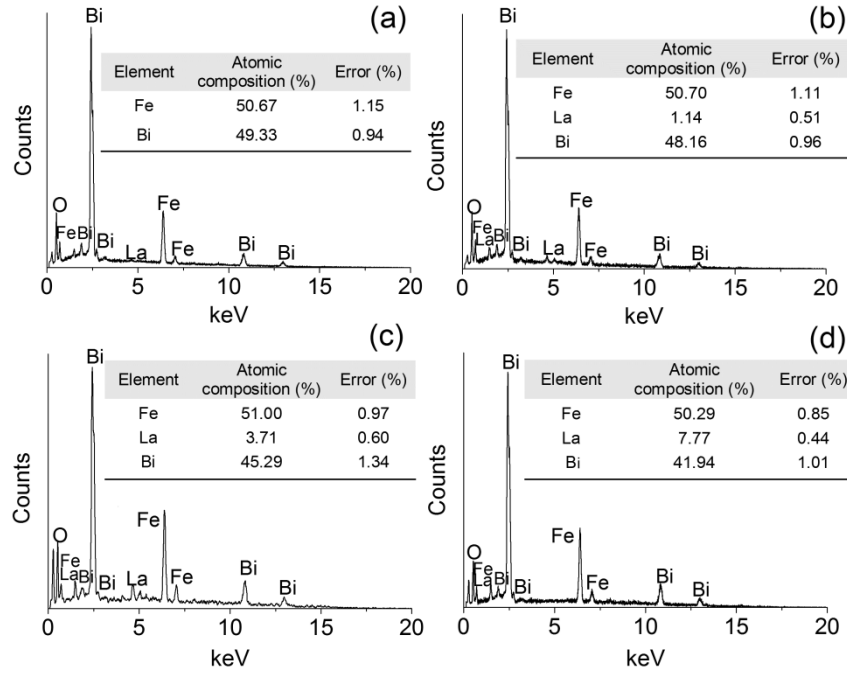 (a)
Bi
Element Atomic composition (%) Error (%)
Fe 50.67 1.15
Bi 49.33 0.94
Counts
O
Fe
Bi
Bi
La
Fe
Fe
Bi
Bi
0 5 10 15 20
keV
(b)
Bi
Element Atomic composition (%) Error (%)
Fe 50.70 1.11
La 1.14 0.51
Bi 48.16 0.96
Counts
O
Fe
La
Bi
Bi
La
Fe
Fe
Bi
Bi
0 5 10 15 20
keV
(c)
Bi
Element Atomic composition (%) Error (%)
Fe 51.00 0.97
La 3.71 0.60
Bi 45.29 1.34
Counts
O
Fe
La
Bi
Bi
La
Fe
Fe
Bi
Bi
0 5 10 15 20
keV
(d)
Bi
Element Atomic composition (%) Error (%)
Fe 50.29 0.85
La 7.77 0.44
Bi 41.94 1.01
Counts
O
Fe
La
Bi
Bi
Fe
Fe
Bi
Bi
0 5 10 15 20
keV